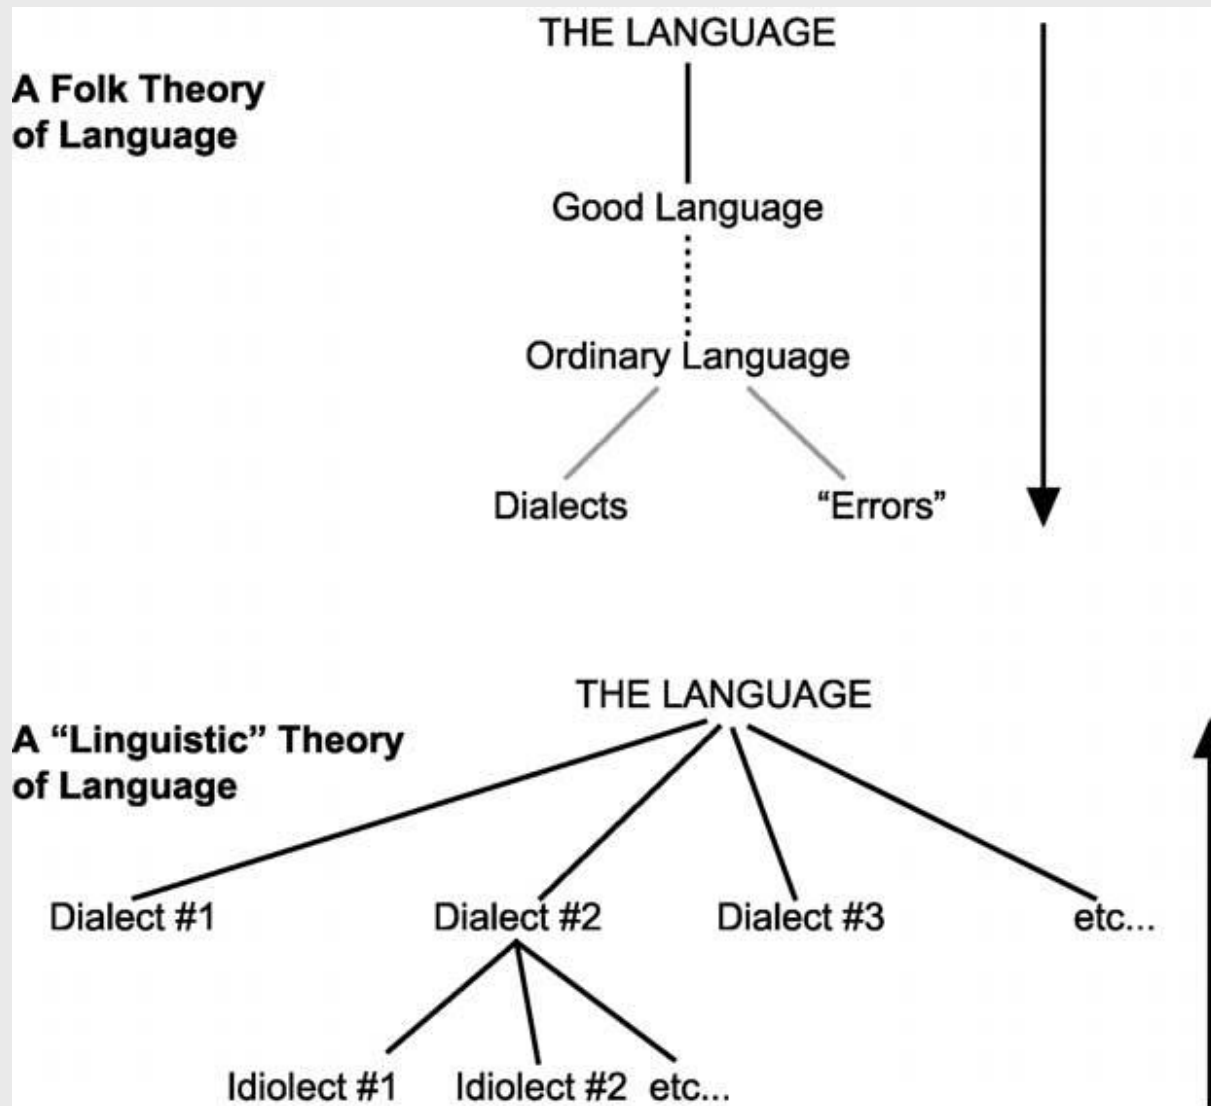 THE LANGUAGE
A Folk Theory
of Language
Good Language
Ordinary Language
Dialects “Errors”
THE LANGUAGE
A “Linguistic” Theory
of Language
Dialect #1 Dialect #2 Dialect #3 etc...
Idiolect #1 Idiolect #2 etc...